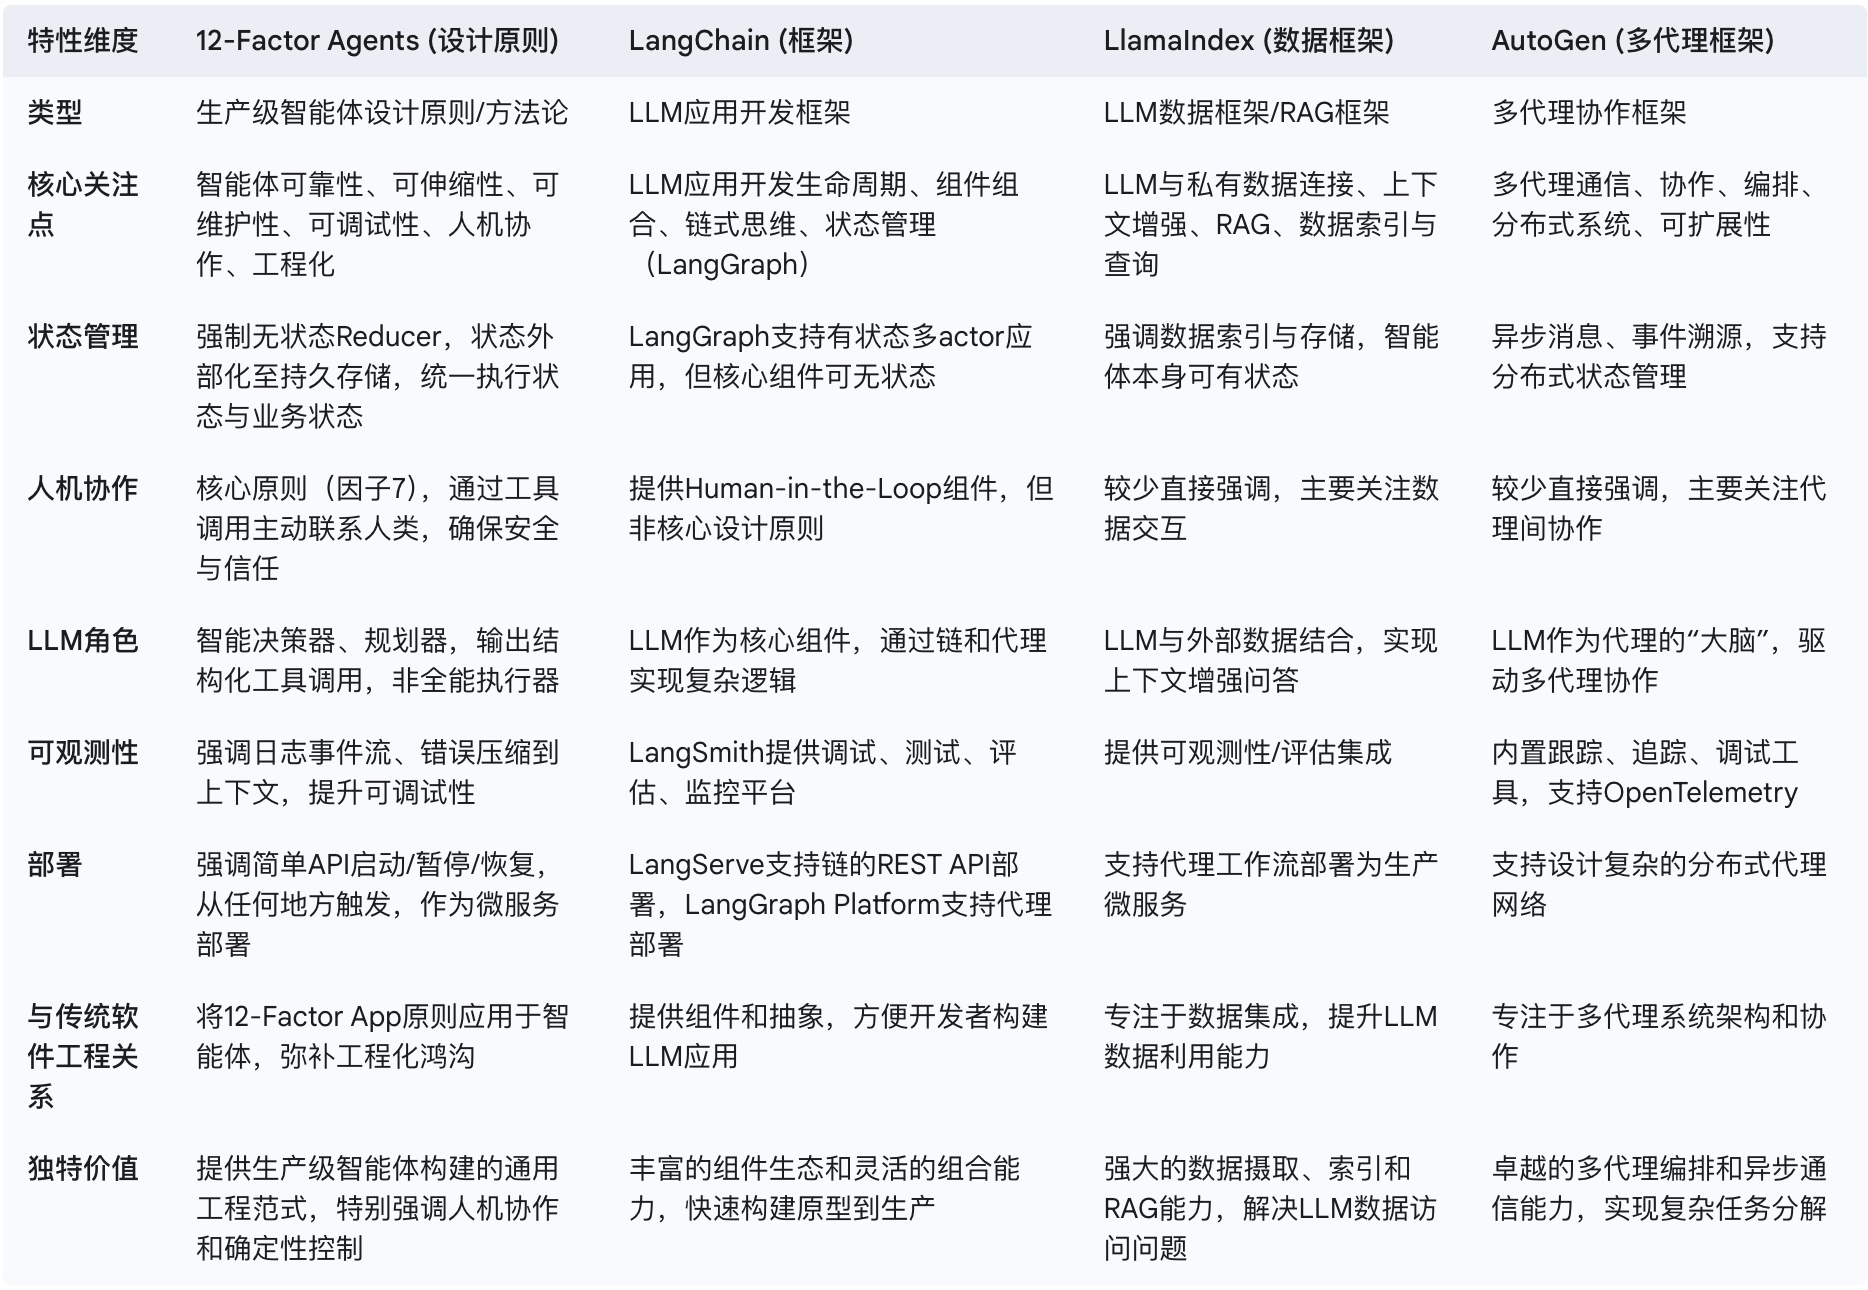 特性维度 12-Factor Agents (设计原则) LangChain (框架) LlamaIndex (数据框架) AutoGen (多代理框架)
类型 生产级智能体设计原则/方法论 LLM应用开发框架 LLM数据框架/RAG框架 多代理协作框架
核心关注
点
智能体可靠性、可伸缩性、可
维护性、可调试性、人机协
作、工程化
LLM应用开发生命周期、组件组
合、链式思维、状态管理
（LangGraph）
LLM与私有数据连接、上下
文增强、RAG、数据索引与
查询
多代理通信、协作、编排、
分布式系统、可扩展性
状态管理
强制无状态Reducer，状态外
部化至持久存储，统一执行状
态与业务状态
LangGraph支持有状态多actor应
用，但核心组件可无状态
强调数据索引与存储，智能
体本身可有状态
异步消息、事件溯源，支持
分布式状态管理
人机协作
核心原则（因子7），通过工具
调用主动联系人类，确保安全
与信任
提供Human-in-the-Loop组件，但
非核心设计原则
较少直接强调，主要关注数
据交互
较少直接强调，主要关注代
理间协作
LLM角色
智能决策器、规划器，输出结
构化工具调用，非全能执行器
LLM作为核心组件，通过链和代理
实现复杂逻辑
LLM与外部数据结合，实现
上下文增强问答
LLM作为代理的“大脑”，驱
动多代理协作
可观测性
强调日志事件流、错误压缩到
上下文，提升可调试性
LangSmith提供调试、测试、评
估、监控平台
提供可观测性/评估集成
内置跟踪、追踪、调试工
具，支持OpenTelemetry
部署
强调简单API启动/暂停/恢复，
从任何地方触发，作为微服务
部署
LangServe支持链的REST API部
署，LangGraph Platform支持代理
部署
支持代理工作流部署为生产
微服务
支持设计复杂的分布式代理
网络
与传统软
件工程关
系
将12-Factor App原则应用于智
能体，弥补工程化鸿沟
提供组件和抽象，方便开发者构建
LLM应用
专注于数据集成，提升LLM
数据利用能力
专注于多代理系统架构和协
作
独特价值
提供生产级智能体构建的通用
工程范式，特别强调人机协作
和确定性控制
丰富的组件生态和灵活的组合能
力，快速构建原型到生产
强大的数据摄取、索引和
RAG能力，解决LLM数据访
问问题
卓越的多代理编排和异步通
信能力，实现复杂任务分解